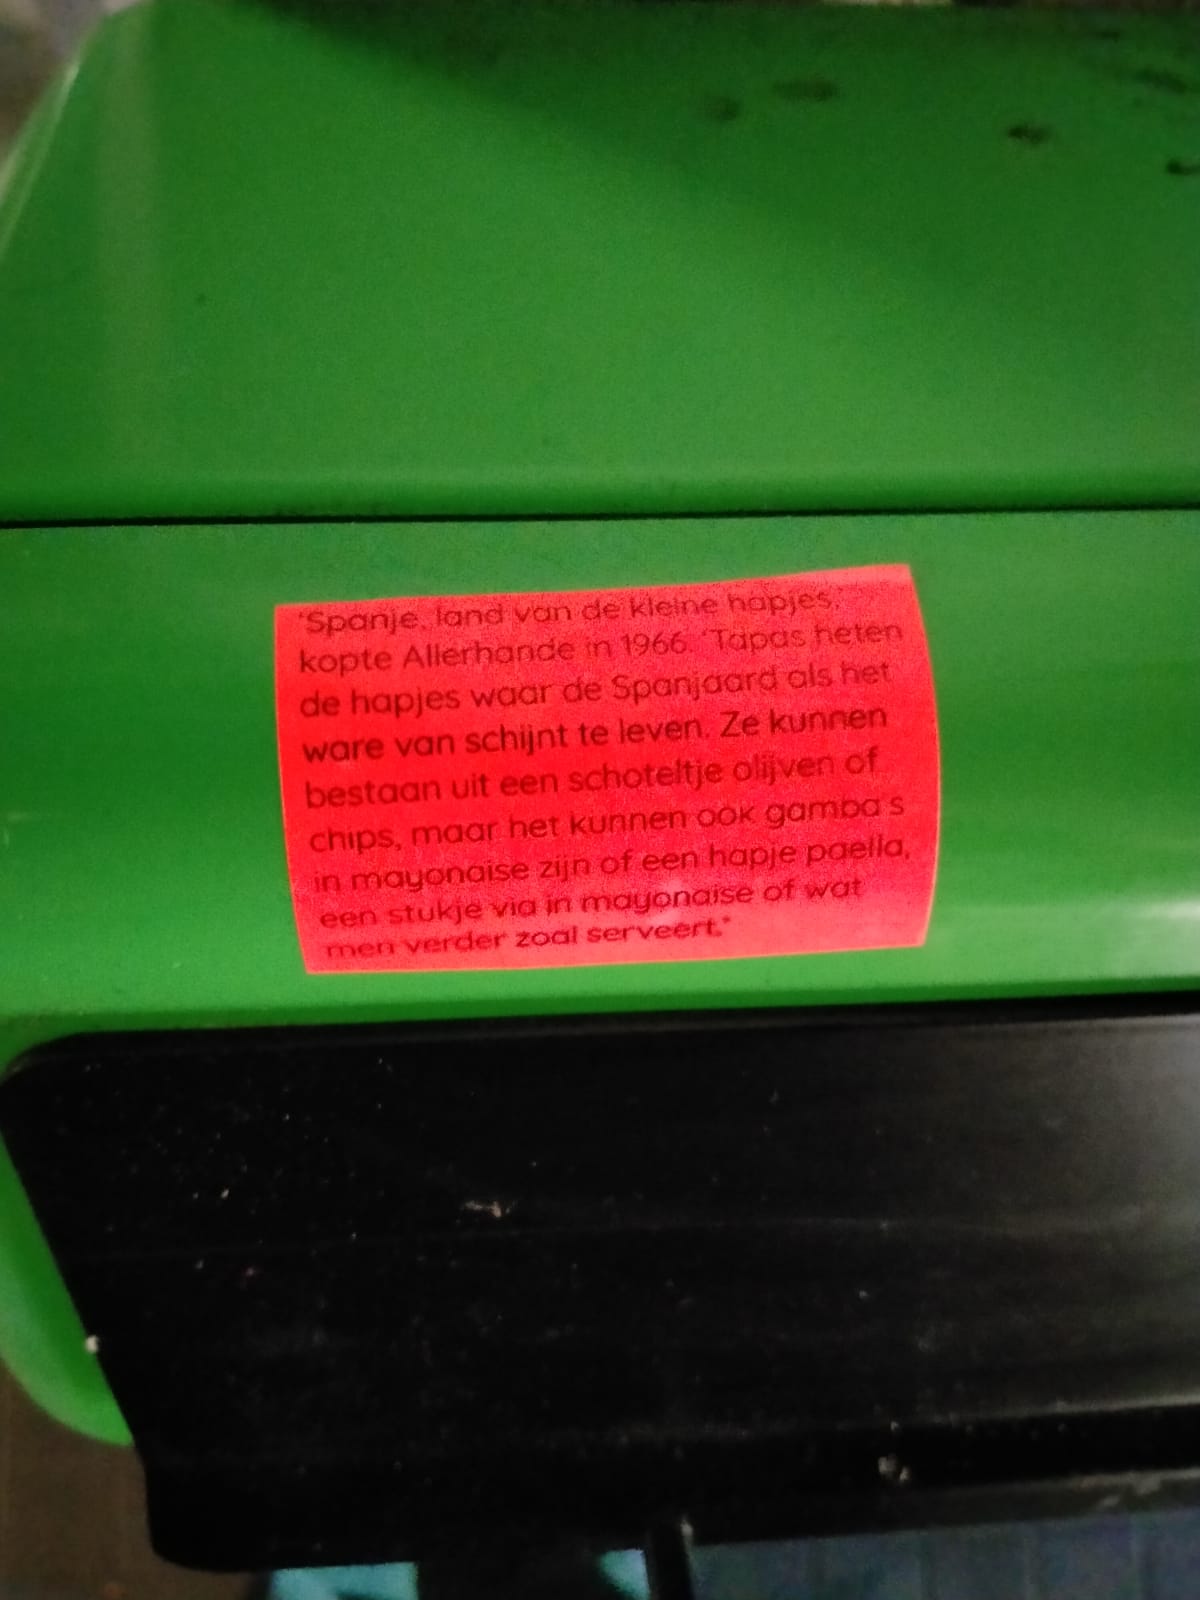 'Spanje, land van de kleine hapjes,'
kopte Allerhande in 1966. 'Tapas heten
de hapjes waar de Spanjaard als het
ware van schijnt te leven. Ze kunnen
bestaan uit een schoteltje olijven of
chips, maar het kunnen ook gamba's
in mayonaise zijn of een hapje paella,
een stukje via in mayonaise of wat
men verder zoal serveert.'